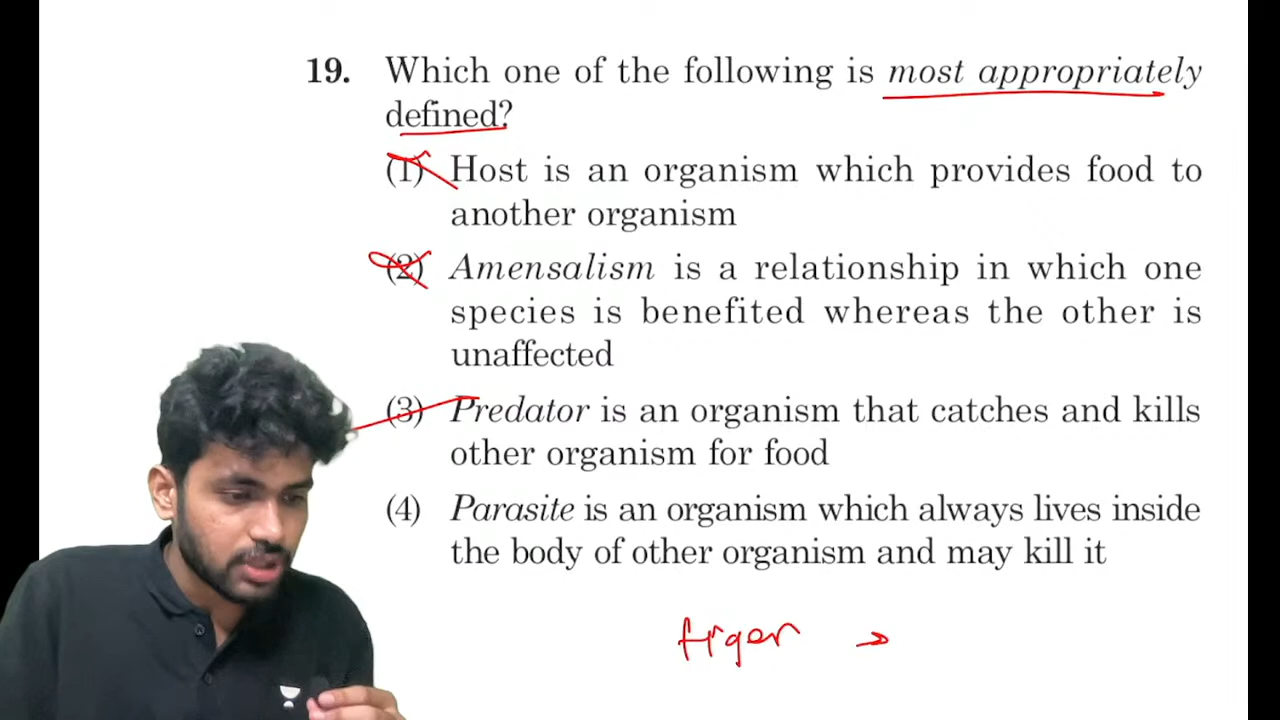 19. Which one of the following is most appropriately
defined?
(1) Host is an organism which provides food to
another organism
(2) Amensalism is a relationship in which one
species is benefited whereas the other is
unaffected
(3) Predator is an organism that catches and kills
other organism for food
(4) Parasite is an organism which always lives inside
the body of other organism and may kill it
tiger →